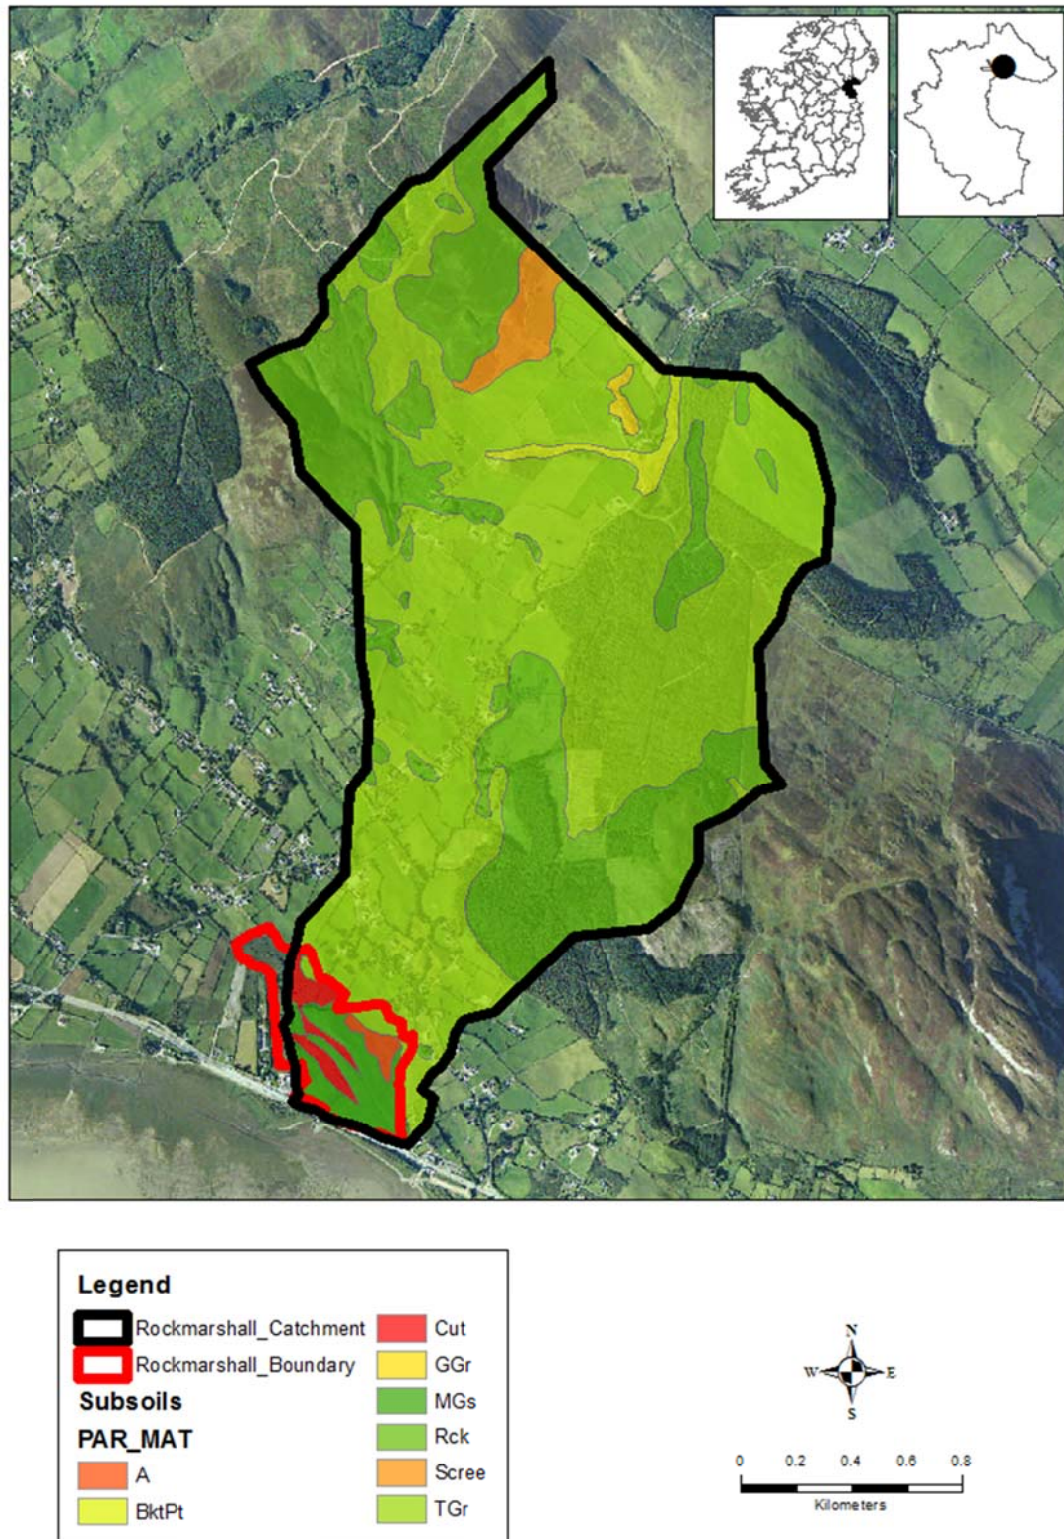 Legend
Rockmarshall_Catchment
Rockmarshall_Boundary
Subsoils
PAR_MAT
A
BktPt
Cut
GGr
MGs
Rck
Scree
TGr
N
W E
S
0 0.2 0.4 0.6 0.8
Kilometers